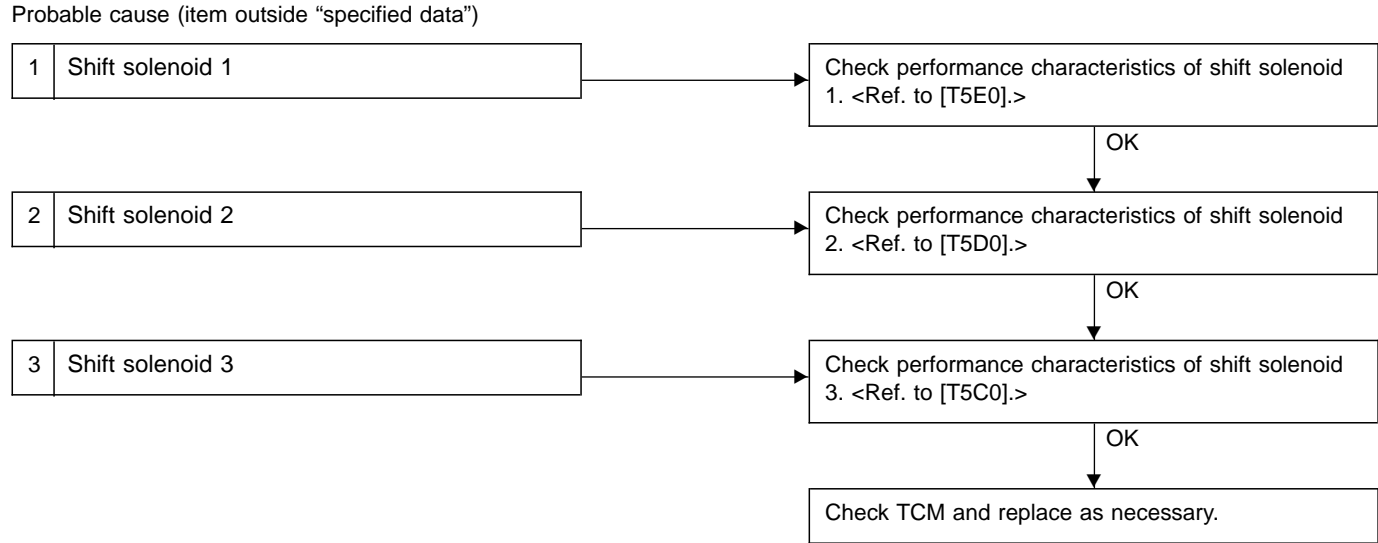 Probable cause (item outside “specified data”)
1 Shift solenoid 1
Check performance characteristics of shift solenoid
1. <Ref. to [T5E0].>
OK
2 Shift solenoid 2
Check performance characteristics of shift solenoid
2. <Ref. to [T5D0].>
OK
3 Shift solenoid 3
Check performance characteristics of shift solenoid
3. <Ref. to [T5C0].>
OK
Check TCM and replace as necessary.